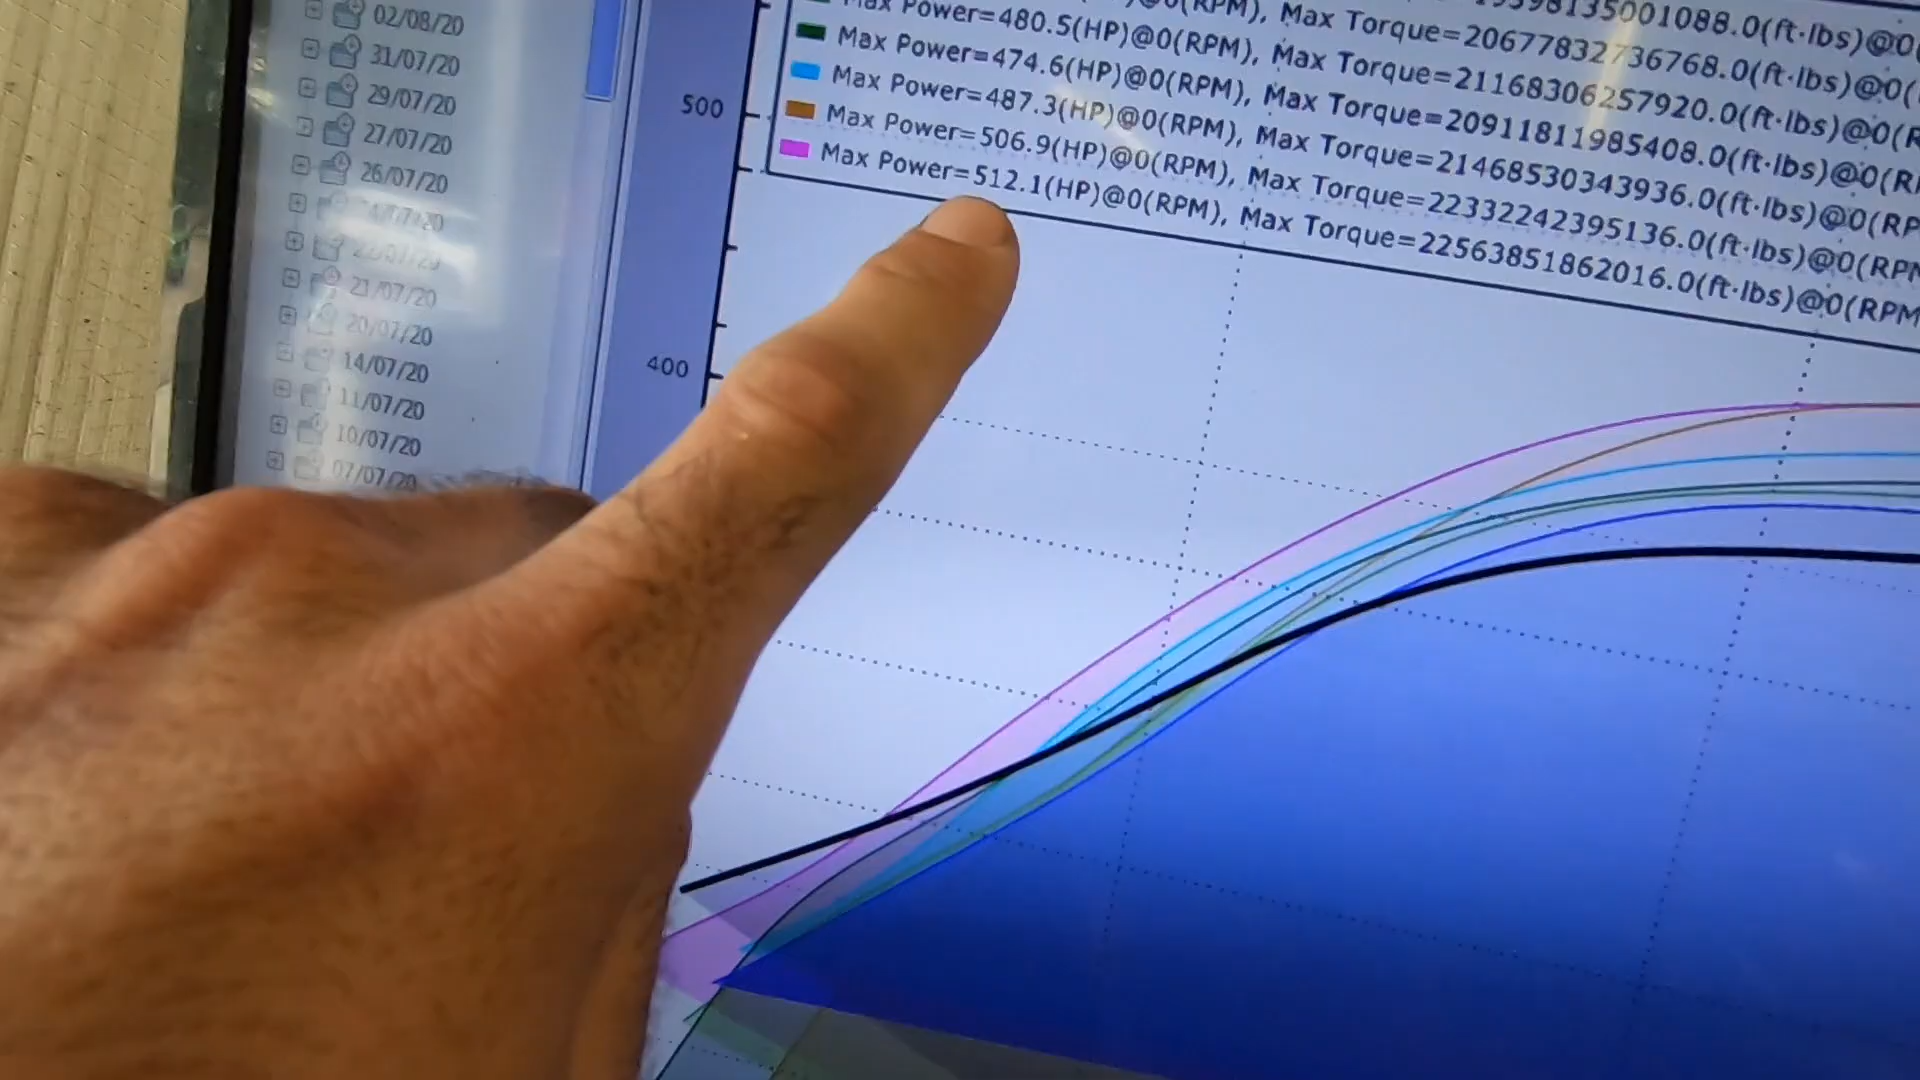 02/08/20
31/07/20
29/07/20
27/07/20
26/07/20
21/07/20
20/07/20
14/07/20
11/07/20
10/07/20
07/07/20
500
400
98135001088.0(ft·lbs)@0
(RPM), Max Torque=20677832736768.0(ft·lbs)@0(
Max Power=480.5(HP)@0(RPM), Max Torque=21168306257920.0(ft·lbs)@0(
Max Power=474.6(HP)@0(RPM), Max Torque=20911811985408.0(ft·lbs)@0(R
Max Power=487.3(HP)@0(RPM), Max Torque=21468530343936.0(ft·lbs)@0(RP
Max Power=506.9(HP)@0(RPM), Max Torque=22332242395136.0(ft·lbs)@0(RPM
Max Power=512.1(HP)@0(RPM), Max Torque=22563851862016.0(ft·lbs)@0(RPM